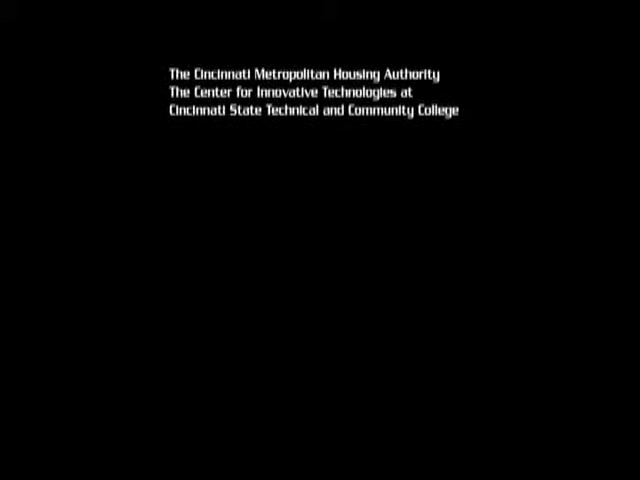 The Cincinnati Metropolitan Housing Authority
The Center for Innovative Technologies at
Cincinnati State Technical and Community College